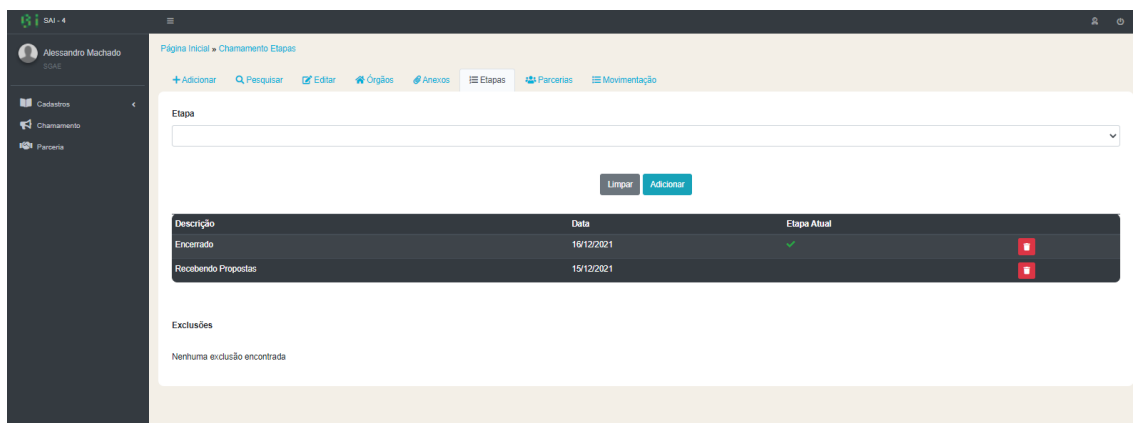 SAI - 4
Alessandro Machado
SGAE
Cadastros
Chamamento
Parceria
Página Inicial » Chamamento Etapas
Adicionar Pesquisar Editar Órgãos Anexos Etapas Parcerias Movimentação
Etapa
Limpar Adicionar
Descrição Data Etapa Atual
Encerrado 16/12/2021
Recebendo Propostas 15/12/2021
Exclusões
Nenhuma exclusão encontrada